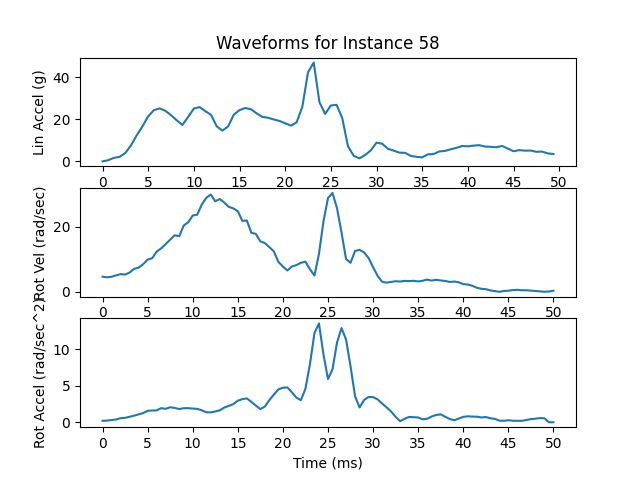 Waveforms for Instance 58
Lin Accel (g)
40
20
0
0 5 10 15 20 25 30 35 40 45 50
Rot Vel (rad/sec)
20
0
0 5 10 15 20 25 30 35 40 45 50
Rot Accel (rad/sec^2)
10
5
0
0 5 10 15 20 25 30 35 40 45 50
Time (ms)